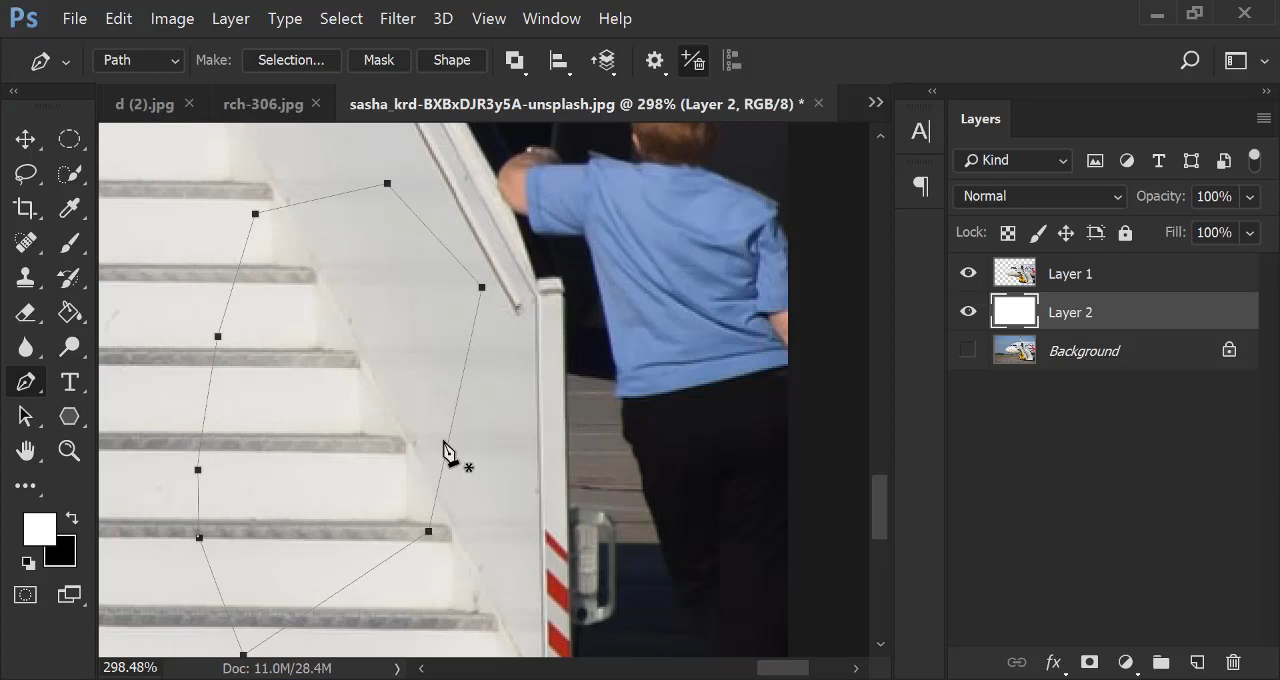 Ps File Edit Image Layer Type Select Filter 3D View Window Help
Path Make: Selection... Mask Shape
d (2).jpg × rch-306.jpg × sasha_krd-BXBxDJR3y5A-unsplash.jpg @ 298% (Layer 2, RGB/8) * ×
Layers
Kind
Normal Opacity: 100%
Lock: Fill: 100%
Layer 1
Layer 2
Background
298.48% Doc: 11.0M/28.4M